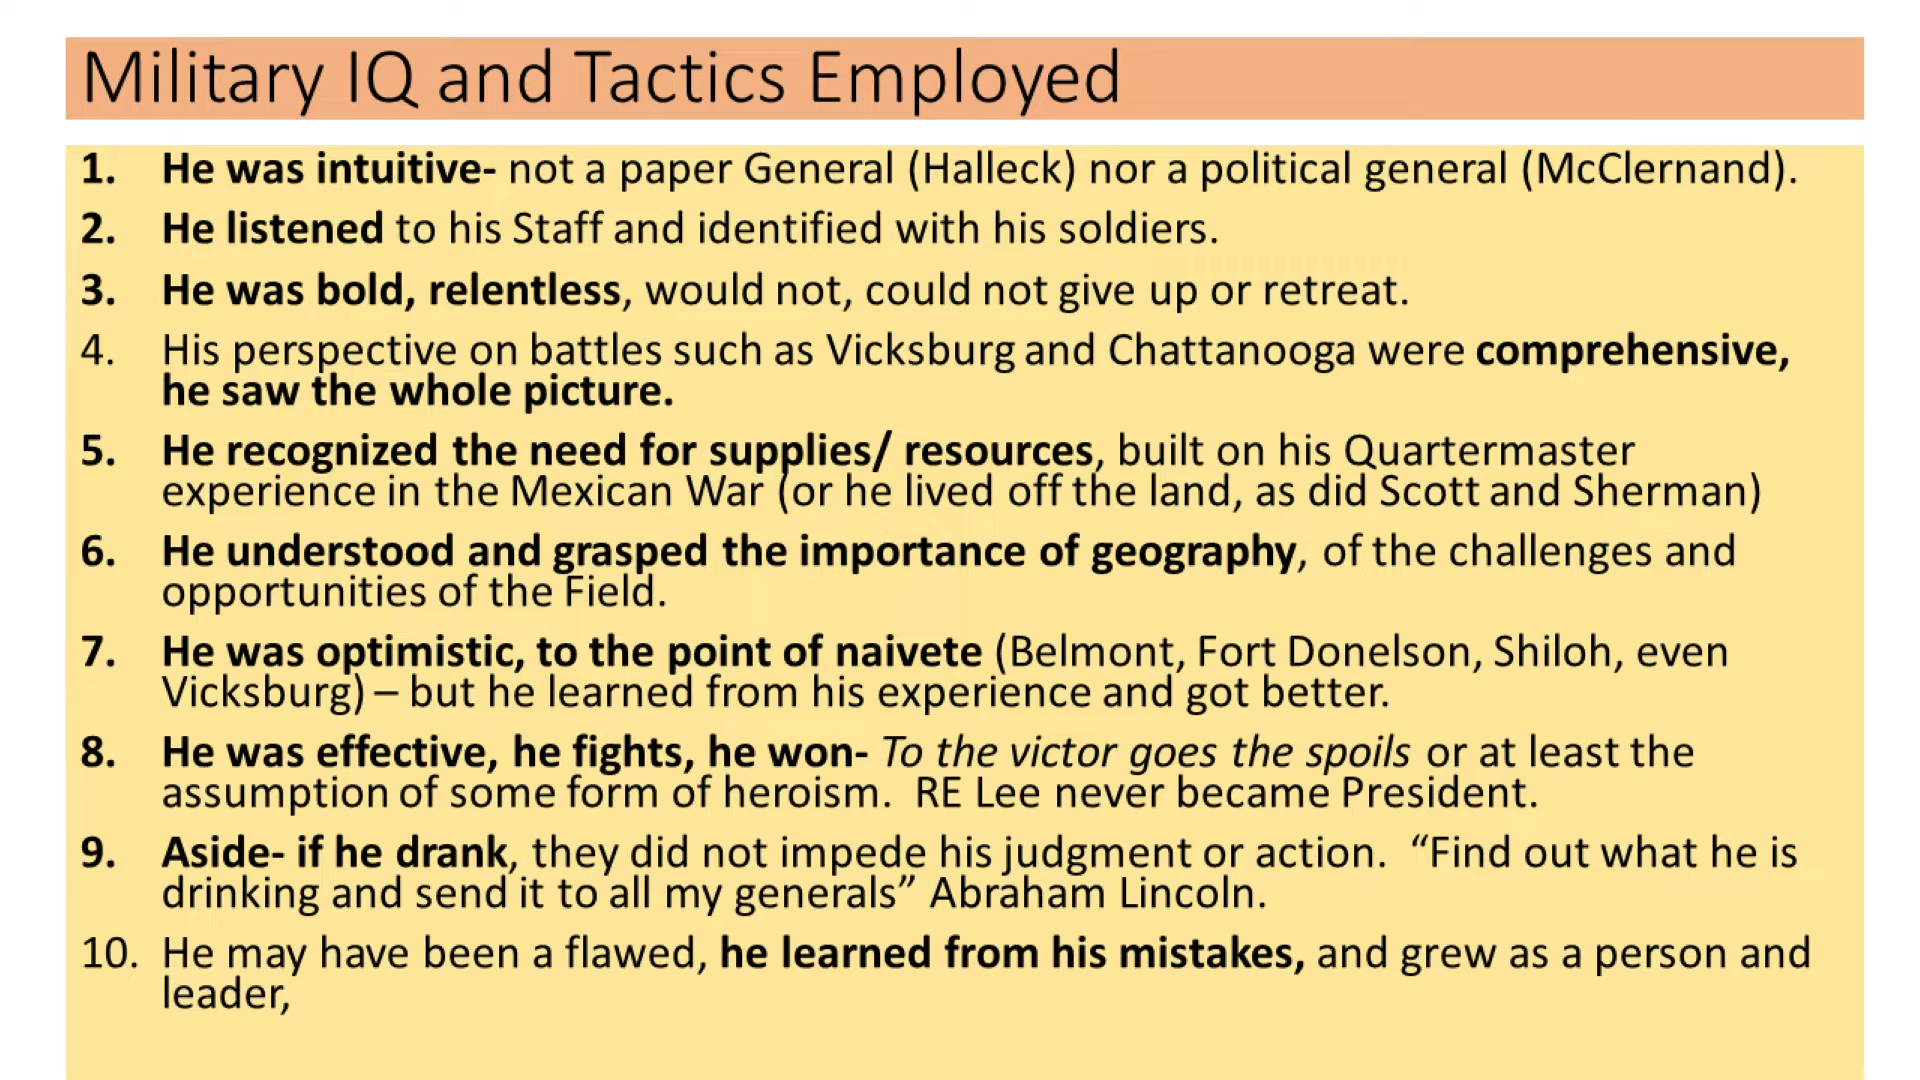 Military IQ and Tactics Employed
1. He was intuitive- not a paper General (Halleck) nor a political general (McClernand).
2. He listened to his Staff and identified with his soldiers.
3. He was bold, relentless, would not, could not give up or retreat.
4. His perspective on battles such as Vicksburg and Chattanooga were comprehensive,
he saw the whole picture.
5. He recognized the need for supplies/ resources, built on his Quartermaster
experience in the Mexican War (or he lived off the land, as did Scott and Sherman)
6. He understood and grasped the importance of geography, of the challenges and
opportunities of the Field.
7. He was optimistic, to the point of naivete (Belmont, Fort Donelson, Shiloh, even
Vicksburg) – but he learned from his experience and got better.
8. He was effective, he fights, he won- To the victor goes the spoils or at least the
assumption of some form of heroism.  RE Lee never became President.
9. Aside- if he drank, they did not impede his judgment or action.  “Find out what he is
drinking and send it to all my generals” Abraham Lincoln.
10. He may have been a flawed, he learned from his mistakes, and grew as a person and
leader,